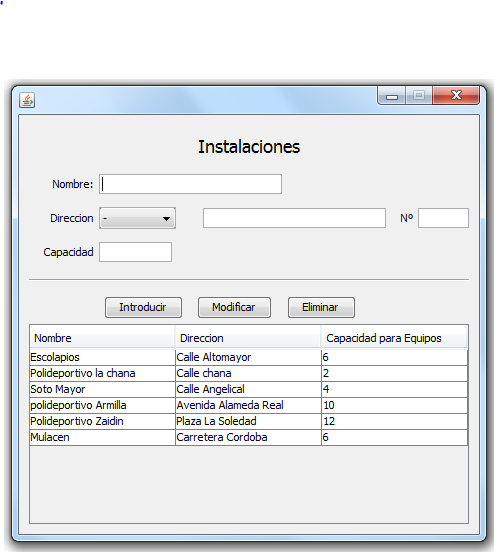 Instalaciones
Nombre:
Direccion - Nº
Capacidad
Introducir Modificar Eliminar
Nombre Direccion Capacidad para Equipos
Escolapios Calle Altomayor 6
Polideportivo la chana Calle chana 2
Soto Mayor Calle Angelical 4
polideportivo Armilla Avenida Alameda Real 10
Polideportivo Zaidin Plaza La Soledad 12
Mulacen Carretera Cordoba 6